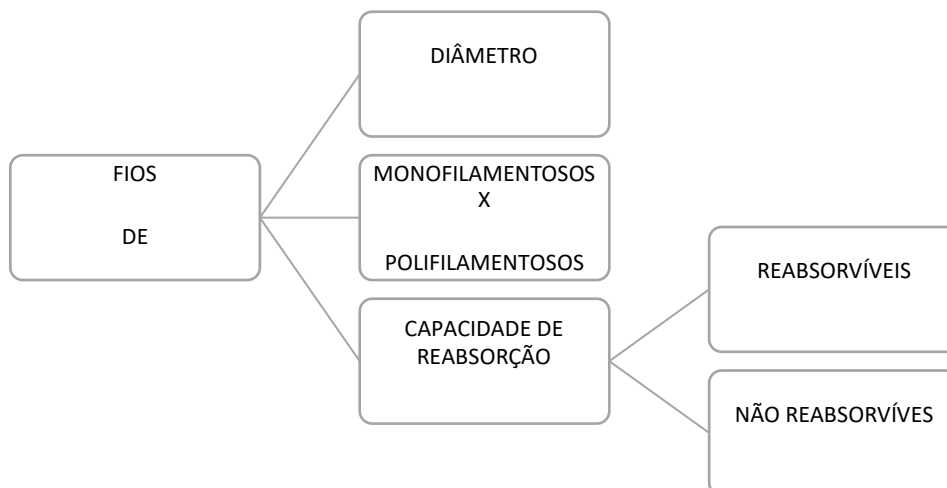 DIÂMETRO
FIOS
DE
MONOFILAMENTOSOS
X
POLIFILAMENTOSOS
CAPACIDADE DE
REABSORÇÃO
REABSORVÍVEIS
NÃO REABSORVÍVES